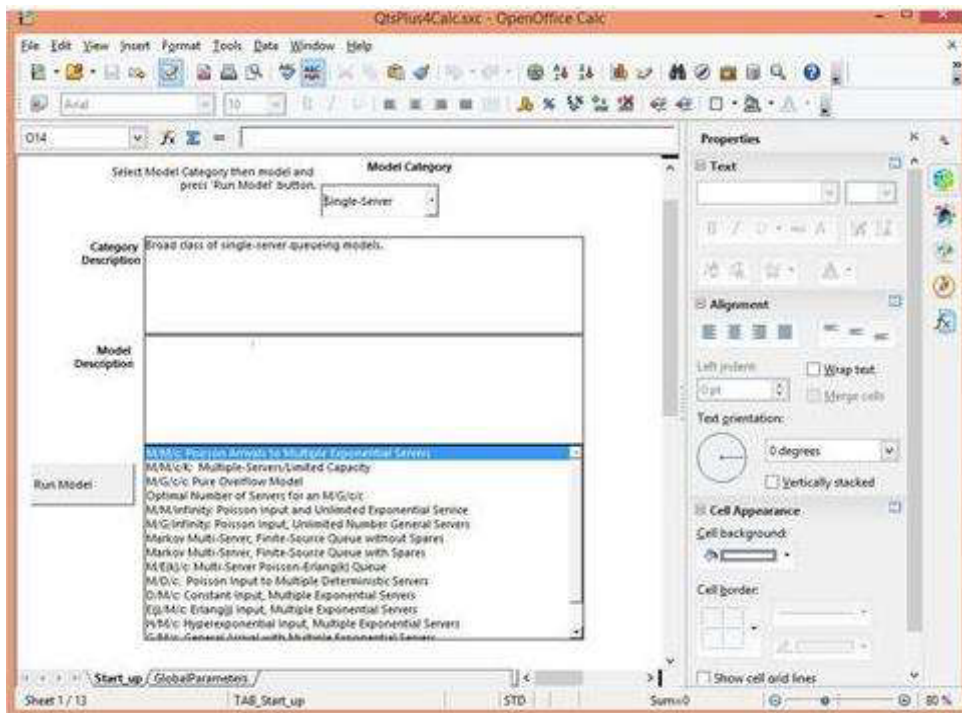 QtsPlus4Calc.sxc - OpenOffice Calc
File Edit View Insert Format Tools Data Window Help
Arial 10
O14
Select Model Category then model and
press 'Run Model' button.
Model Category
Single-Server
Category
Description
Broad class of single-server queueing models.
Model
Description
Run Model
M/M/c: Poisson Arrivals to Multiple Exponential Servers
M/M/c/K: Multiple-Servers/Limited Capacity
M/G/c/c Pure Overflow Model
Optimal Number of Servers for an M/G/c/c
M/M/Infinity: Poisson Input and Unlimited Exponential Service
M/G/Infinity: Poisson Input, Unlimited Number General Servers
Markov Multi-Server, Finite-Source Queue without Spares
Markov Multi-Server, Finite-Source Queue with Spares
M/E(k)/c: Multi-Server Poisson-Erlang(k) Queue
M/D/c: Poisson Input to Multiple Deterministic Servers
D/M/c: Constant Input, Multiple Exponential Servers
E(j)/M/c: Erlang(j) Input, Multiple Exponential Servers
H/M/c: Hyperexponential Input, Multiple Exponential Servers
G/M/c: General Arrival with Multiple Exponential Servers
Start_up GlobalParameters
Sheet 1 / 13 TAB_Start_up STD Sum=0 80 %
Properties
Text
Alignment
Left indent:
0 pt
Wrap text
Merge cells
Text orientation:
0 degrees
Vertically stacked
Cell Appearance
Cell background:
Cell border:
Show cell grid lines